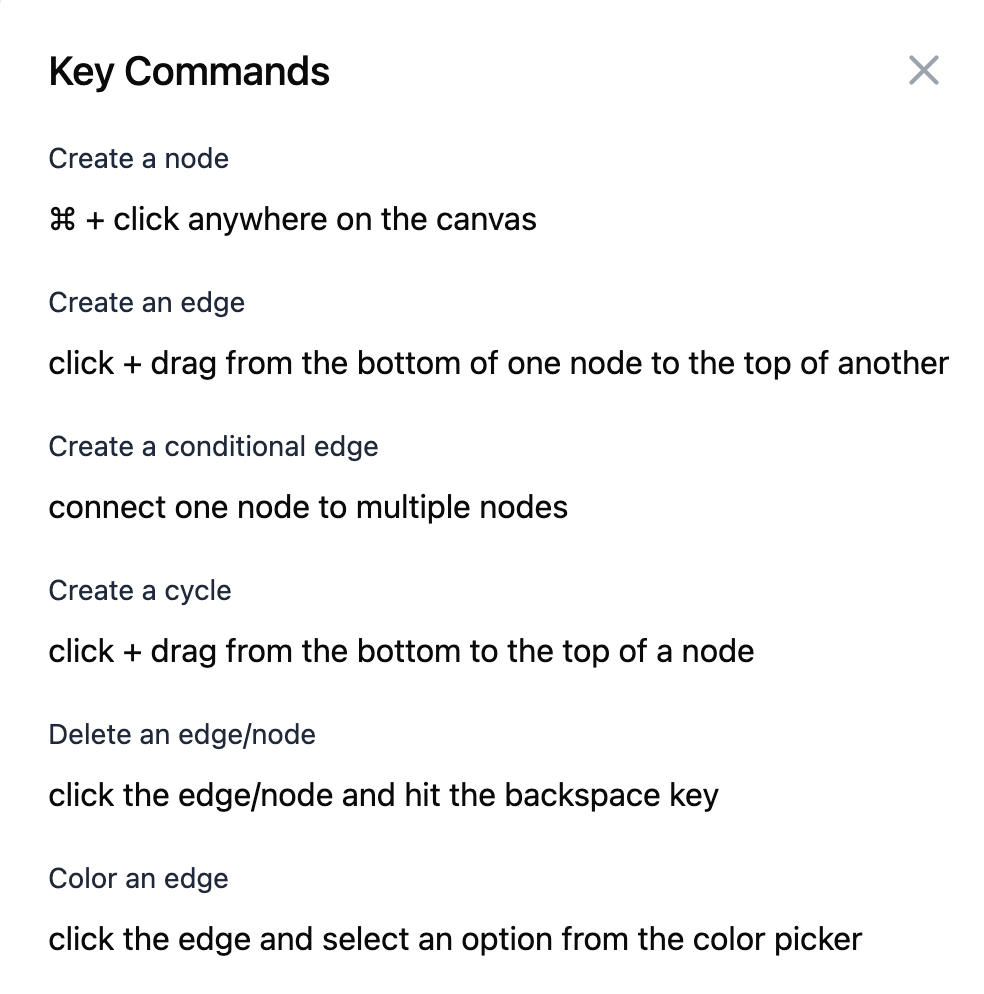 Key Commands
Create a node
⌘ + click anywhere on the canvas
Create an edge
click + drag from the bottom of one node to the top of another
Create a conditional edge
connect one node to multiple nodes
Create a cycle
click + drag from the bottom to the top of a node
Delete an edge/node
click the edge/node and hit the backspace key
Color an edge
click the edge and select an option from the color picker